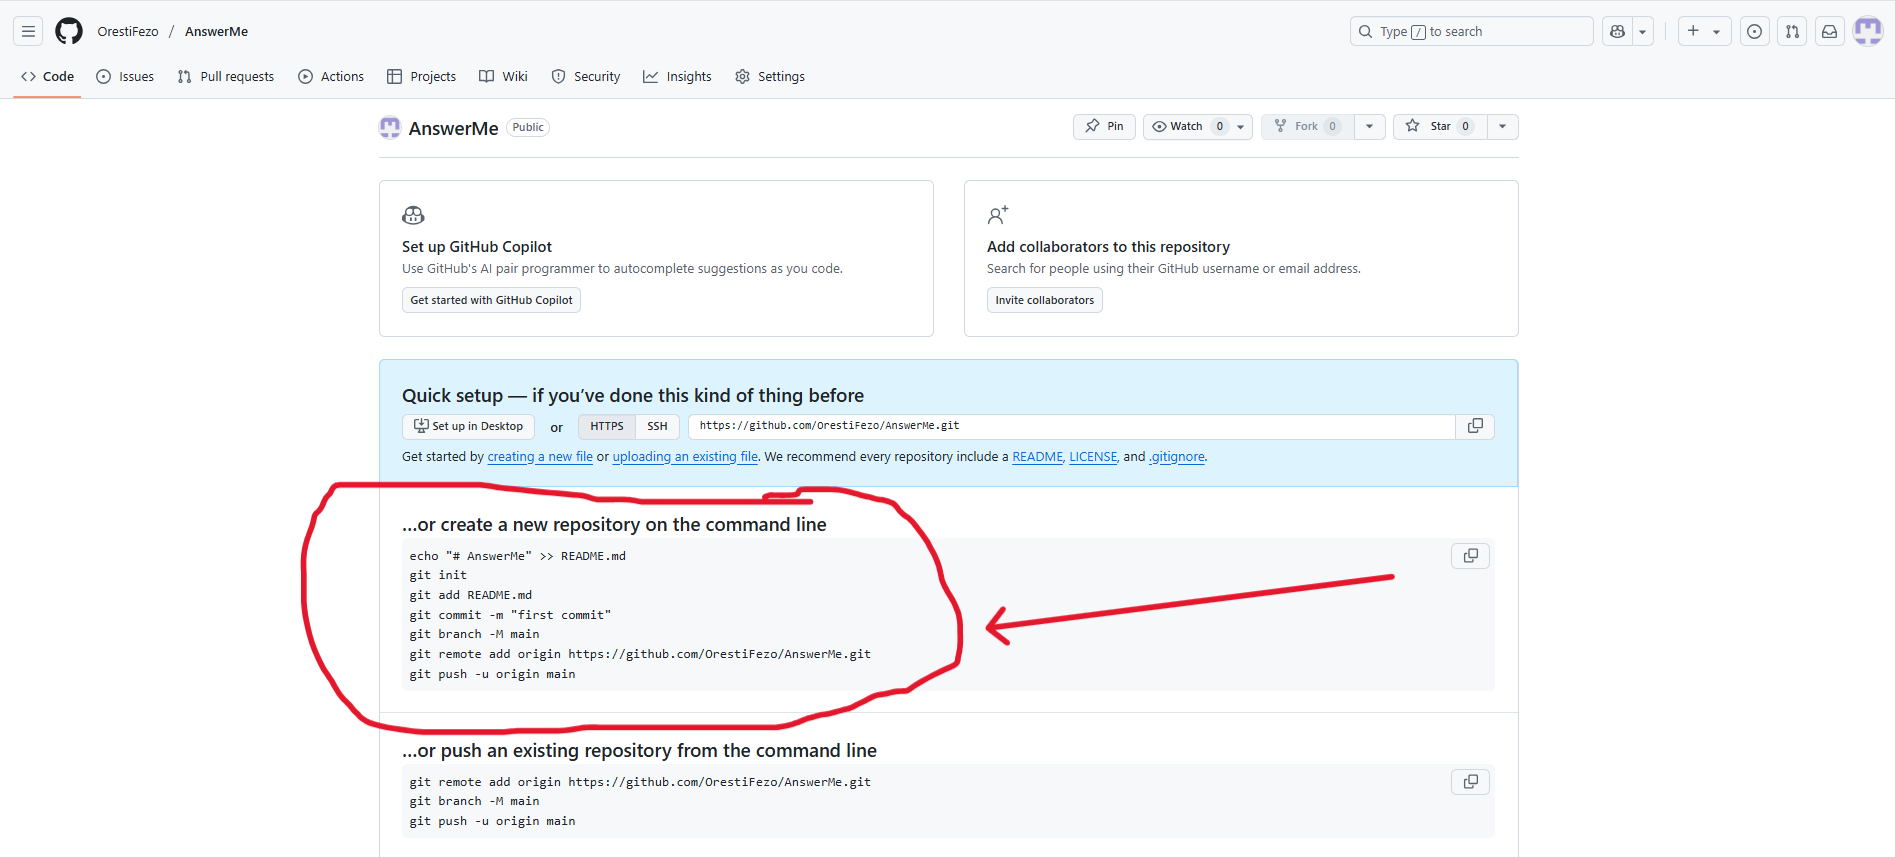 OrestiFezo / AnswerMe
Type / to search
Code Issues Pull requests Actions Projects Wiki Security Insights Settings
AnswerMe Public
Pin Watch 0 Fork 0 Star 0
Set up GitHub Copilot
Use GitHub's AI pair programmer to autocomplete suggestions as you code.
Get started with GitHub Copilot
Add collaborators to this repository
Search for people using their GitHub username or email address.
Invite collaborators
Quick setup — if you've done this kind of thing before
Set up in Desktop or HTTPS SSH https://github.com/OrestiFezo/AnswerMe.git
Get started by creating a new file or uploading an existing file. We recommend every repository include a README, LICENSE, and .gitignore.
...or create a new repository on the command line
echo "# AnswerMe" >> README.md
git init
git add README.md
git commit -m "first commit"
git branch -M main
git remote add origin https://github.com/OrestiFezo/AnswerMe.git
git push -u origin main
...or push an existing repository from the command line
git remote add origin https://github.com/OrestiFezo/AnswerMe.git
git branch -M main
git push -u origin main